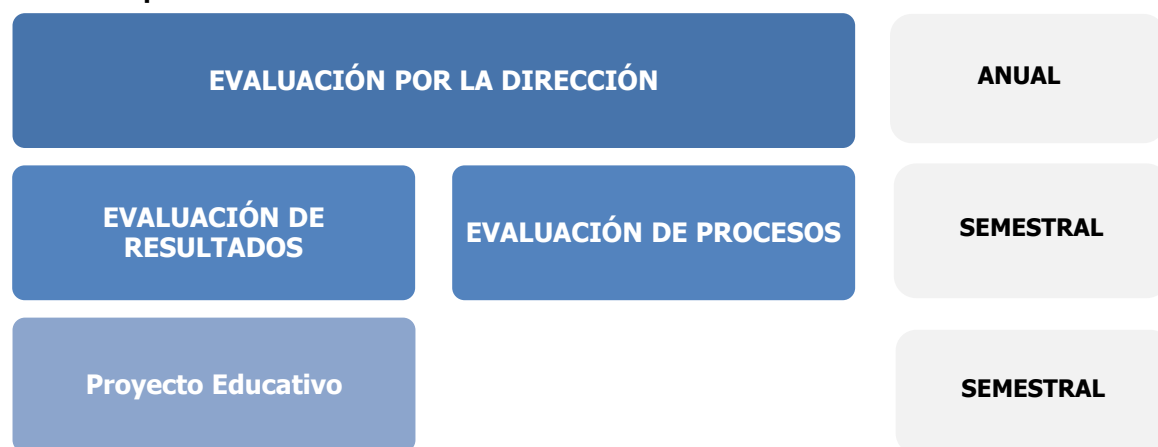 EVALUACIÓN POR LA DIRECCIÓN
ANUAL
EVALUACIÓN DE
RESULTADOS
EVALUACIÓN DE PROCESOS
SEMESTRAL
Proyecto Educativo
SEMESTRAL